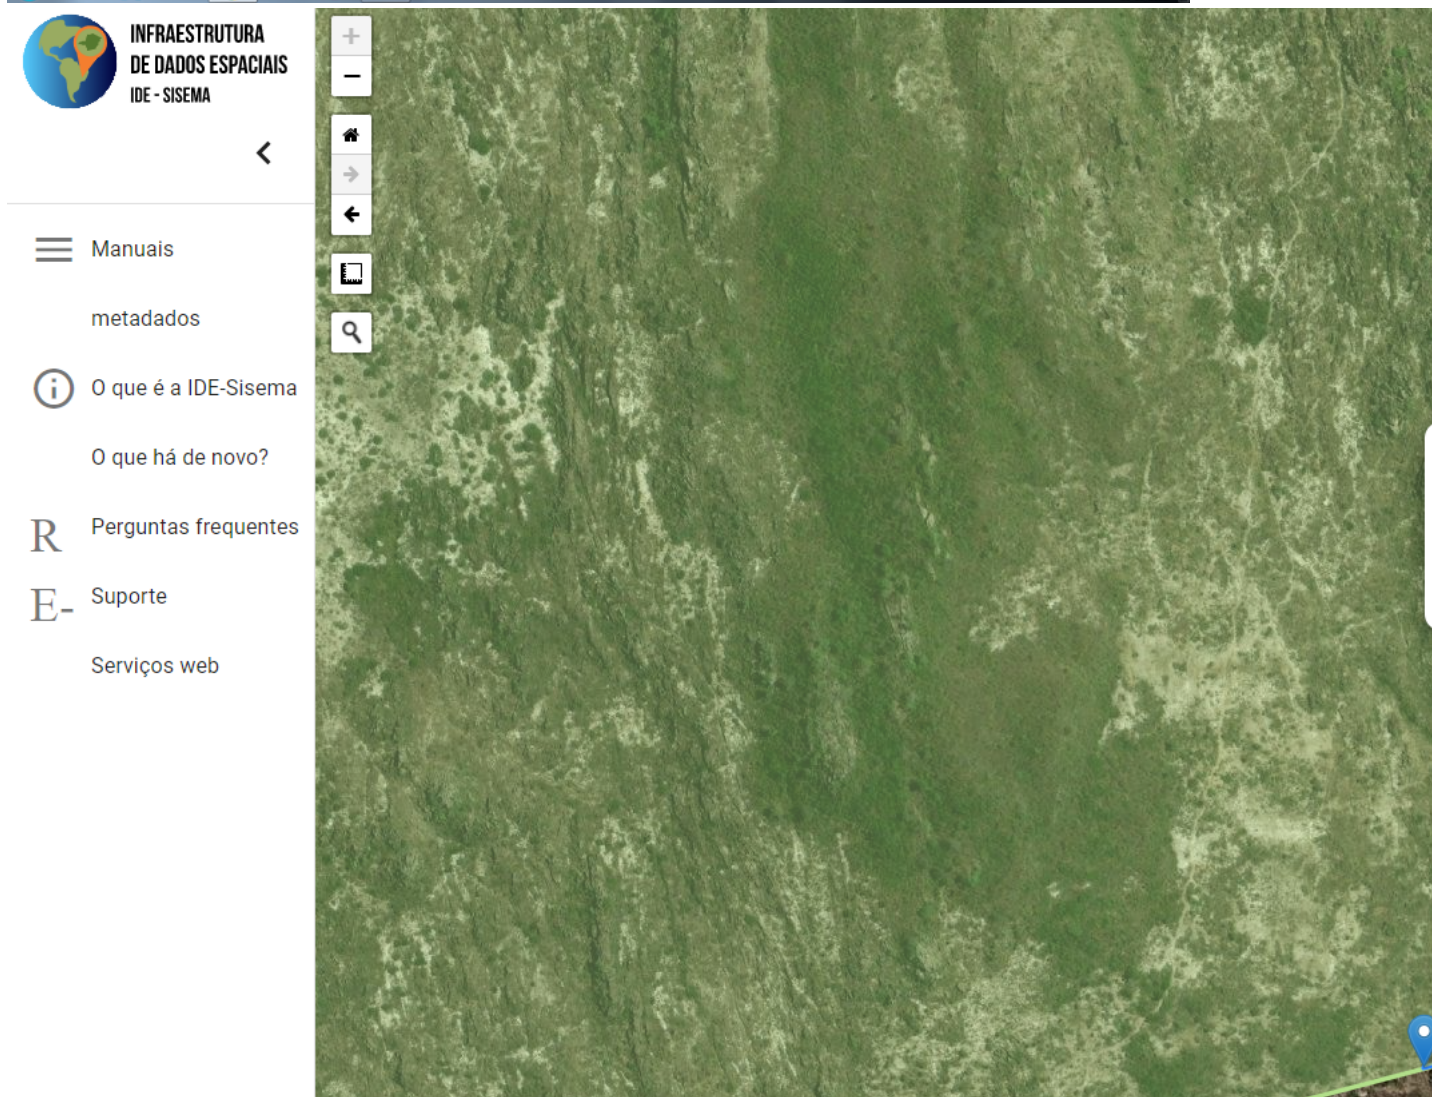 INFRAESTRUTURA
DE DADOS ESPACIAIS
IDE - SISEMA
Manuais
metadados
O que é a IDE-Sisema
O que há de novo?
R Perguntas frequentes
E- Suporte
Serviços web